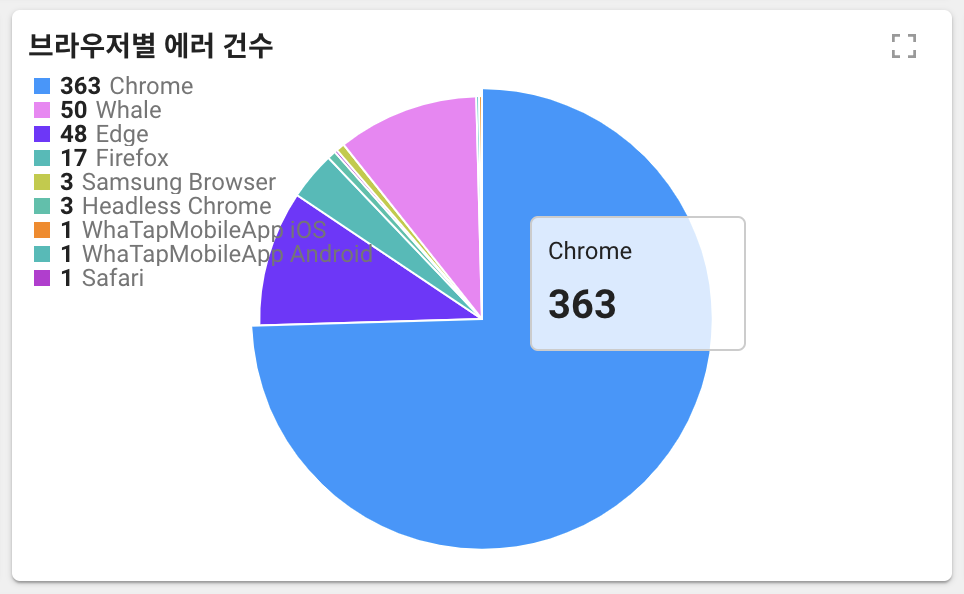 브라우저별 에러 건수
363 Chrome
50 Whale
48 Edge
17 Firefox
3 Samsung Browser
3 Headless Chrome
1 WhaTapMobileApp iOS
1 WhaTapMobileApp Android
1 Safari
Chrome
363